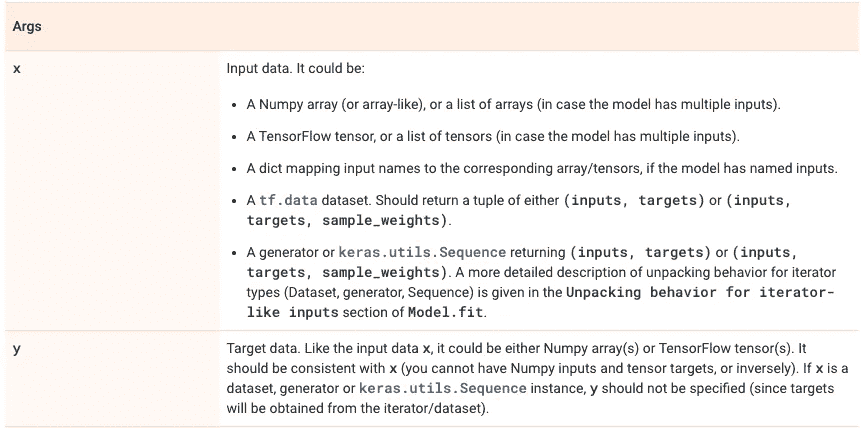 Args
x
Input data. It could be:
• A Numpy array (or array-like), or a list of arrays (in case the model has multiple inputs).
• A TensorFlow tensor, or a list of tensors (in case the model has multiple inputs).
• A dict mapping input names to the corresponding array/tensors, if the model has named inputs.
• A tf.data dataset. Should return a tuple of either (inputs, targets) or (inputs,
targets, sample_weights).
• A generator or keras.utils.Sequence returning (inputs, targets) or (inputs,
targets, sample_weights). A more detailed description of unpacking behavior for iterator
types (Dataset, generator, Sequence) is given in the Unpacking behavior for iterator-
like inputs section of Model.fit.
y
Target data. Like the input data x, it could be either Numpy array(s) or TensorFlow tensor(s). It
should be consistent with x (you cannot have Numpy inputs and tensor targets, or inversely). If x is a
dataset, generator or keras.utils.Sequence instance, y should not be specified (since targets
will be obtained from the iterator/dataset).